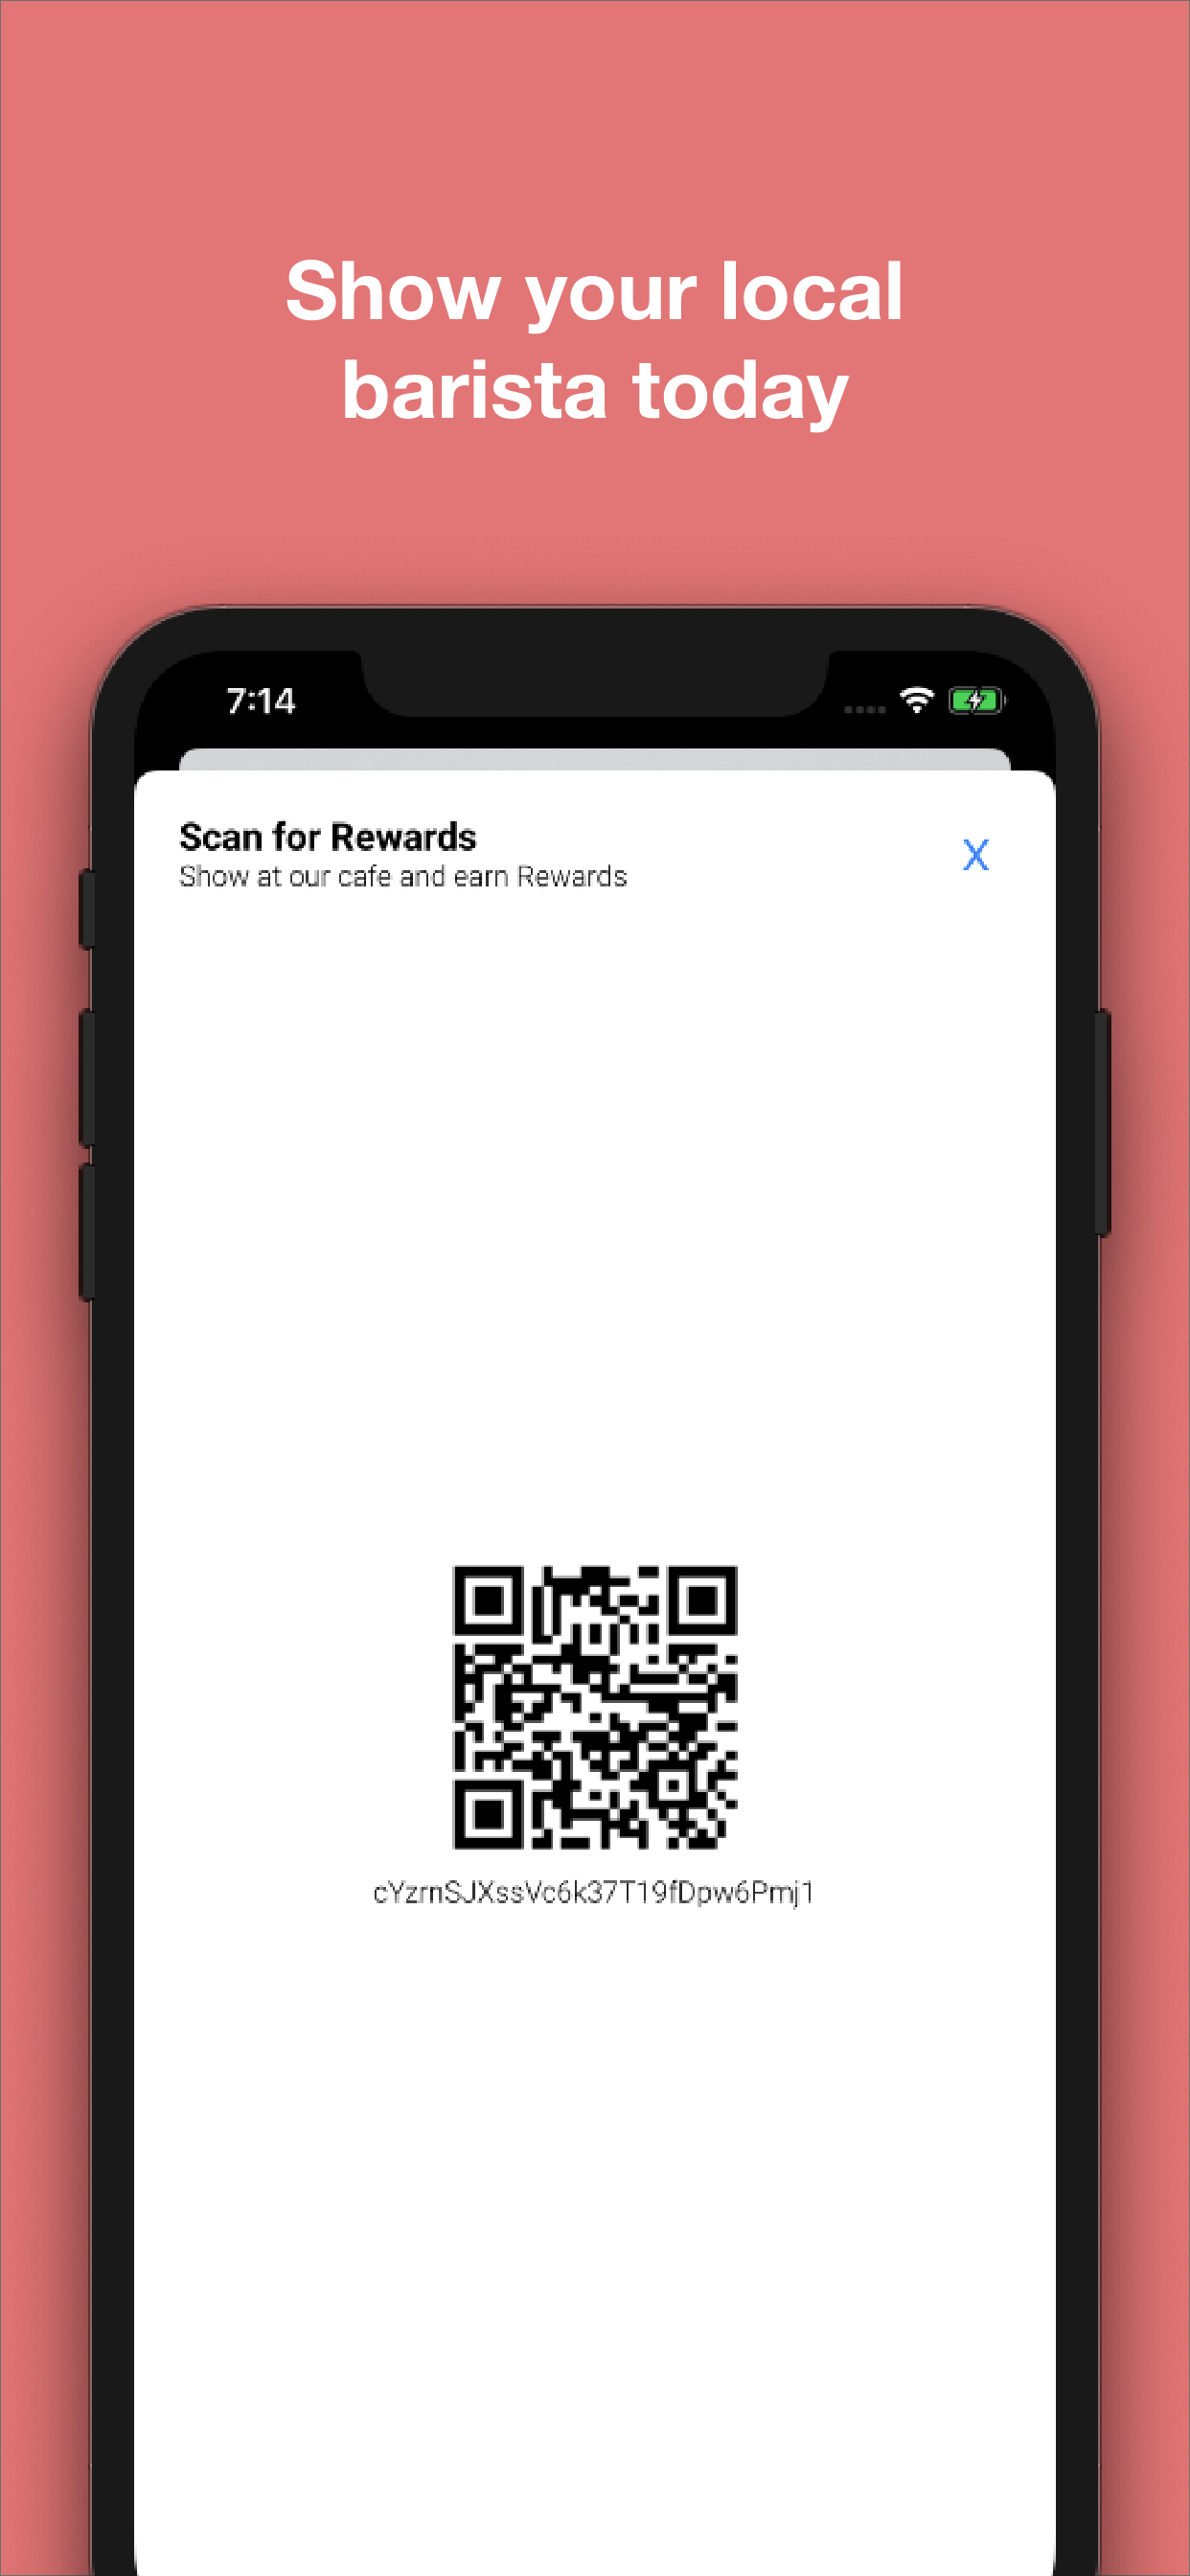 Show your local
barista today
7:14
Scan for Rewards
Show at our cafe and earn Rewards
X
cYzrnSJXssVc6k37T19fDpw6Pmj1